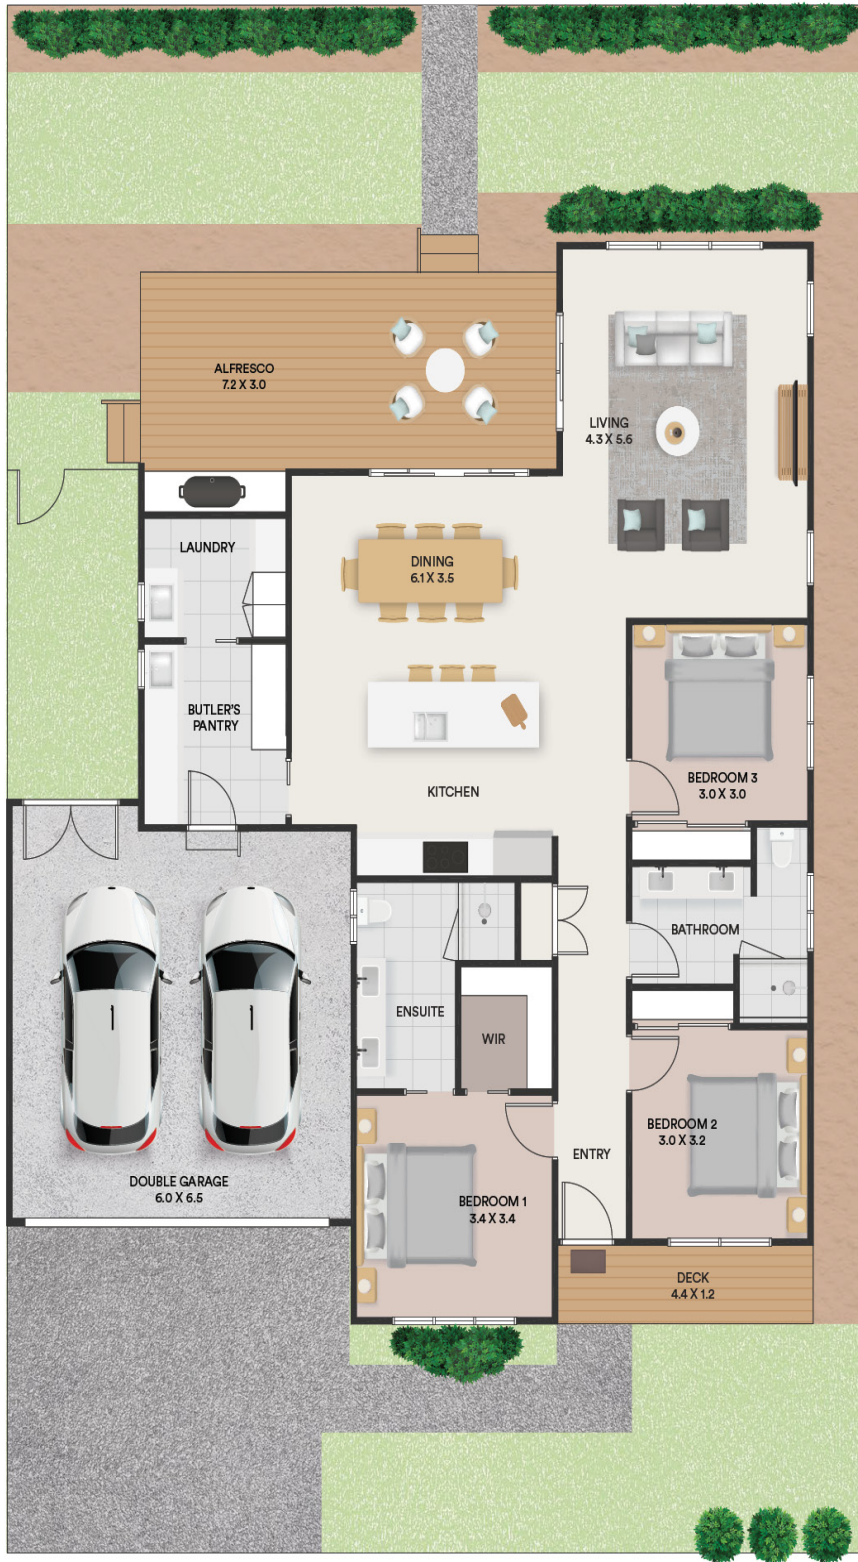 ALFRESCO
7.2 X 3.0
LIVING
4.3 X 5.6
LAUNDRY
DINING
6.1 X 3.5
BUTLER'S
PANTRY
BEDROOM 3
3.0 X 3.0
KITCHEN
BATHROOM
ENSUITE
WIR
BEDROOM 2
3.0 X 3.2
ENTRY
DOUBLE GARAGE
6.0 X 6.5
BEDROOM 1
3.4 X 3.4
DECK
4.4 X 1.2